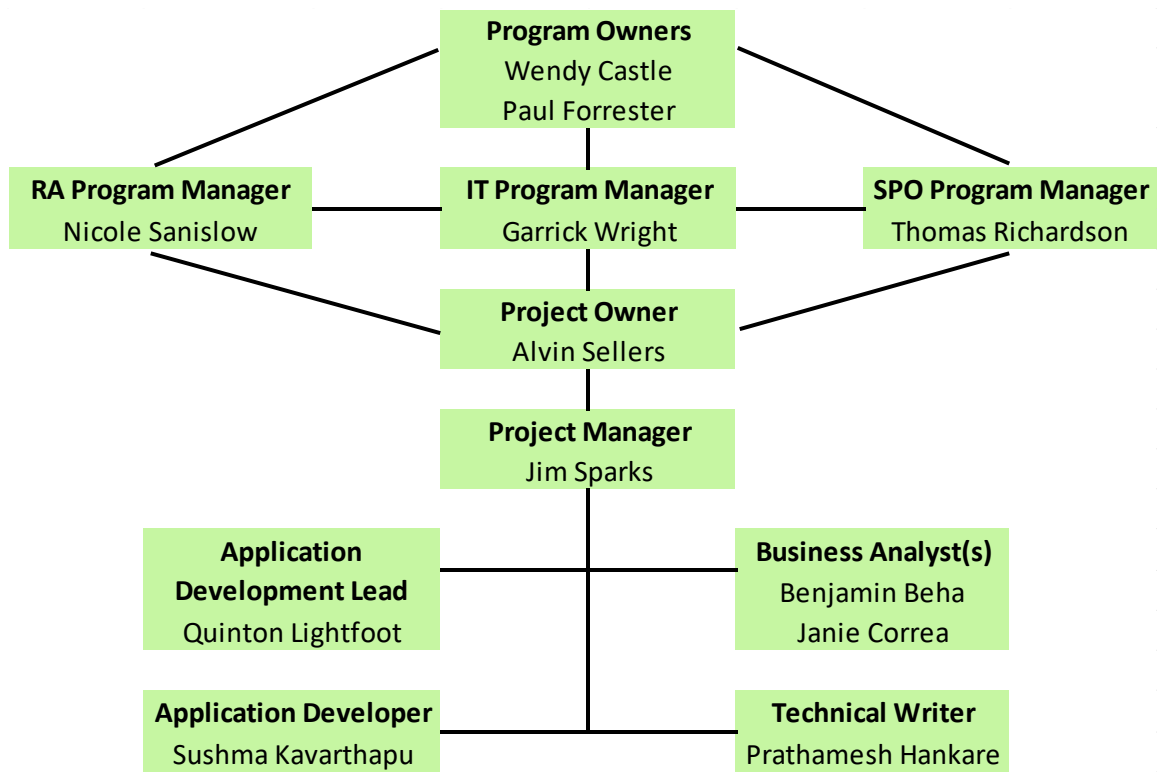 Program Owners
Wendy Castle
Paul Forrester
RA Program Manager
Nicole Sanislow
IT Program Manager
Garrick Wright
SPO Program Manager
Thomas Richardson
Project Owner
Alvin Sellers
Project Manager
Jim Sparks
Application
Development Lead
Quinton Lightfoot
Business Analyst(s)
Benjamin Beha
Janie Correa
Application Developer
Sushma Kavarthapu
Technical Writer
Prathamesh Hankare